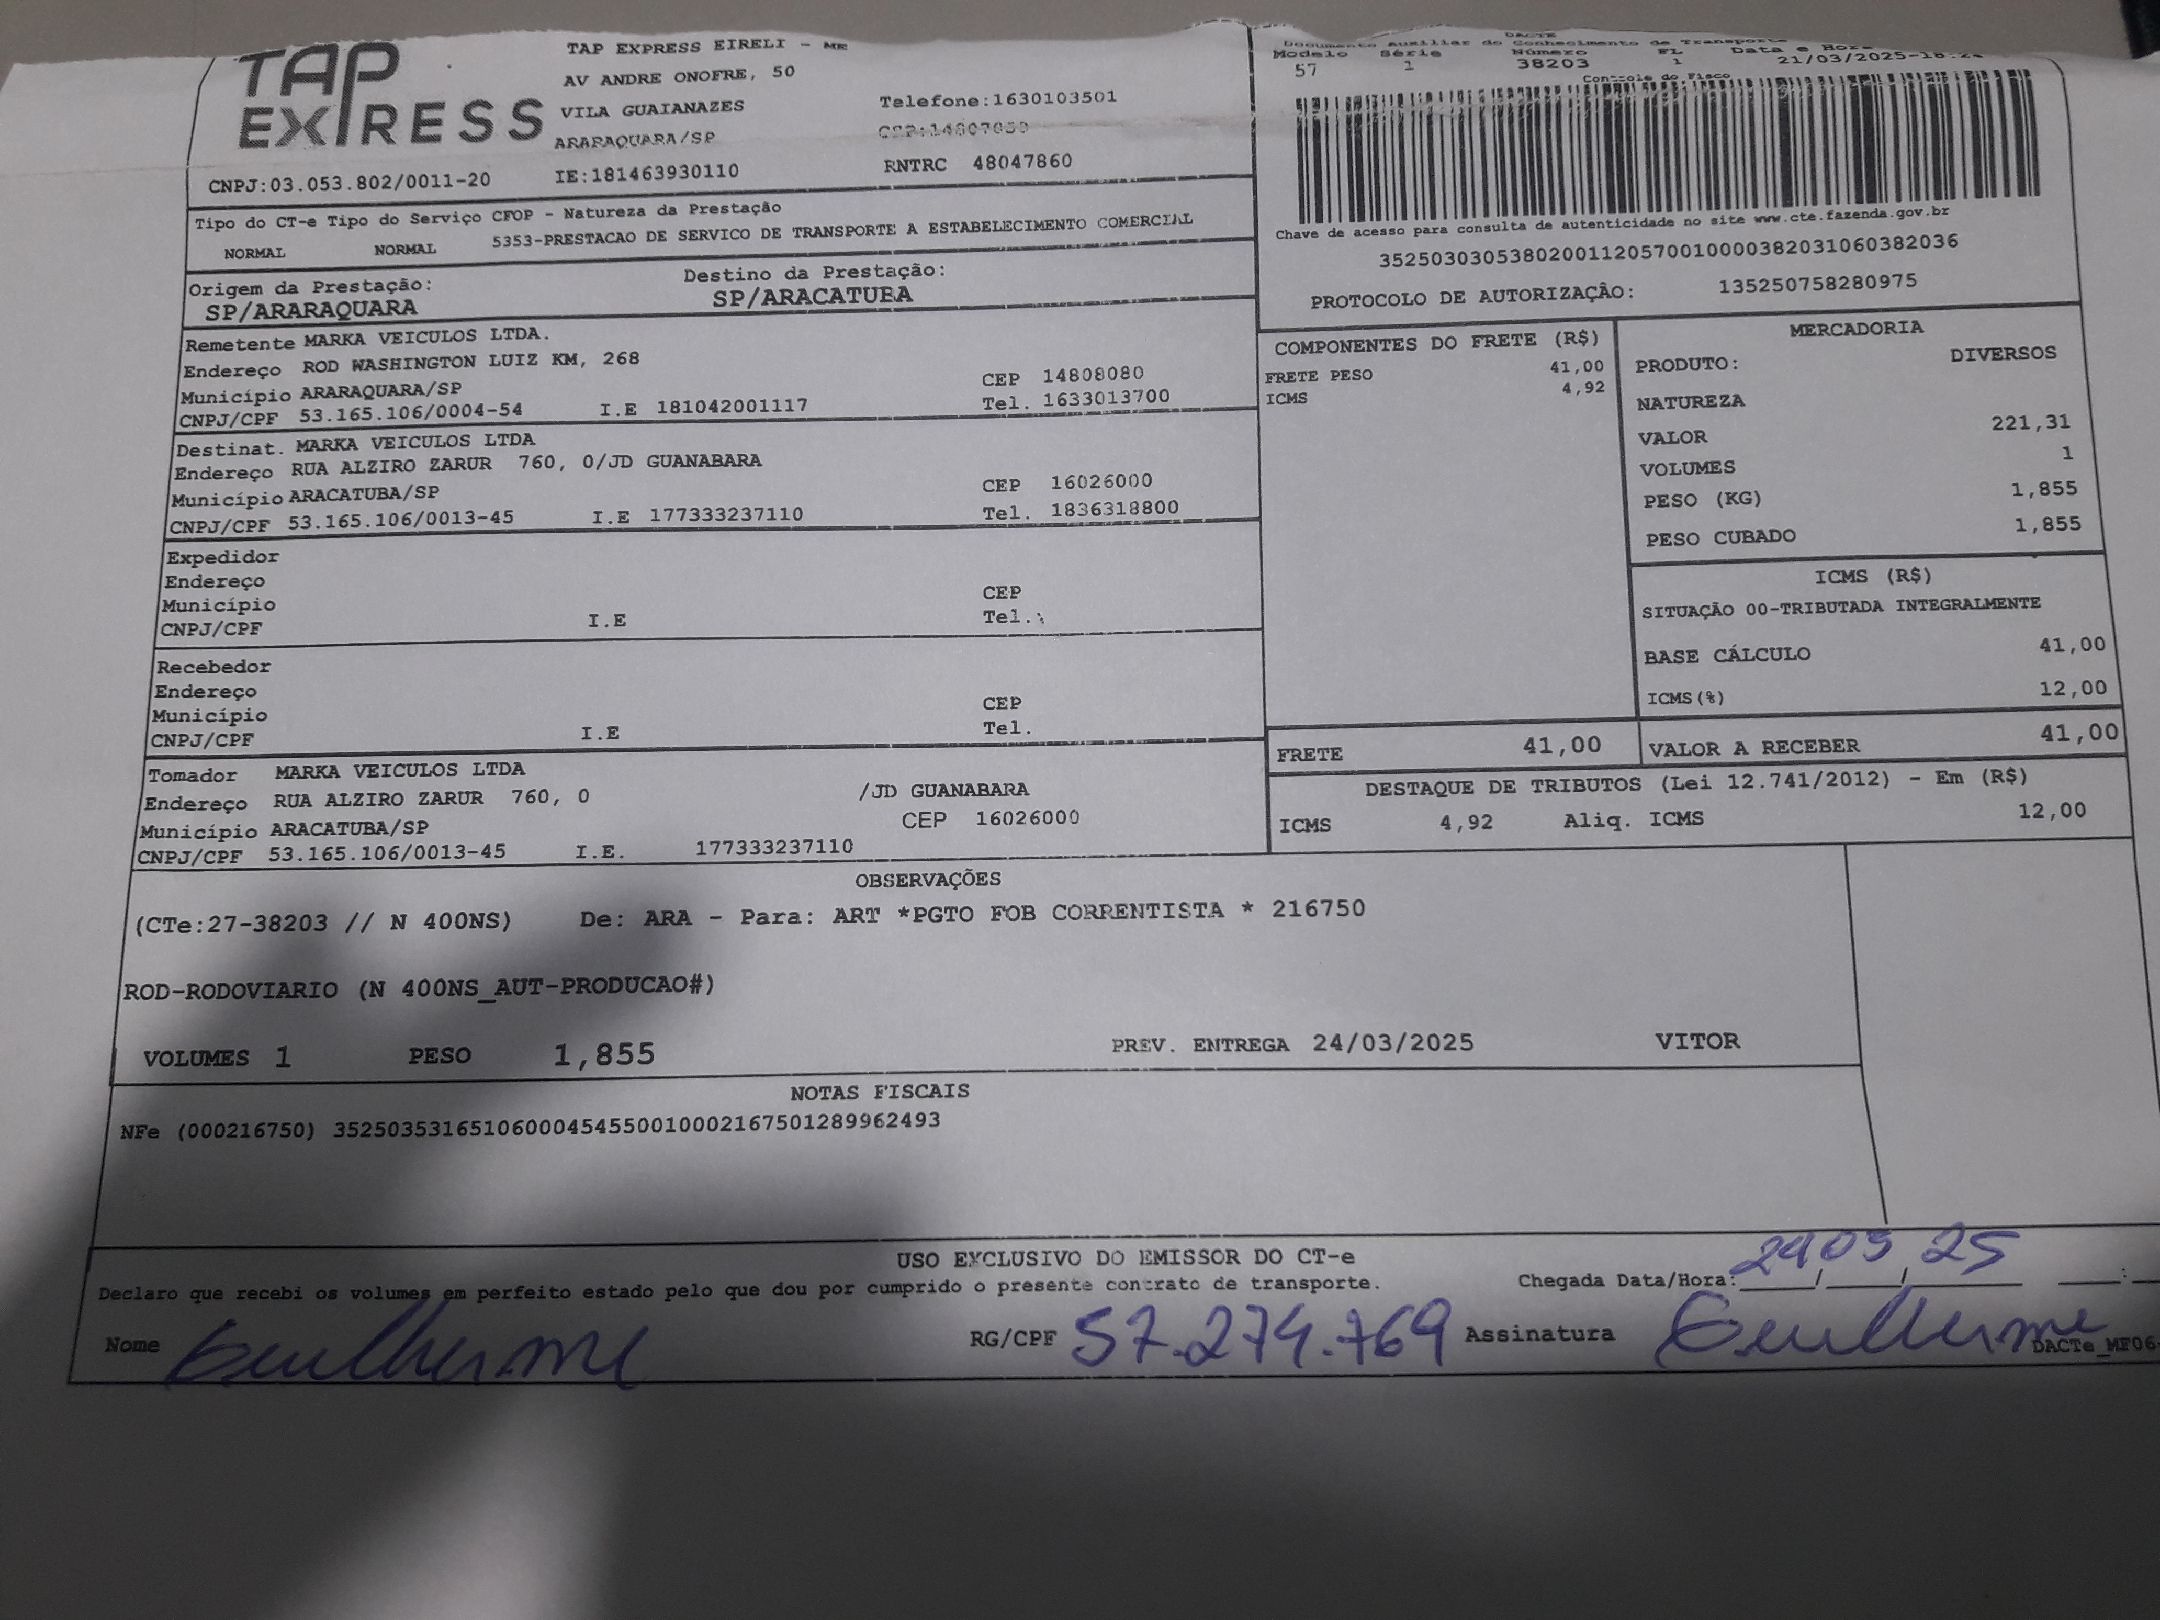 TAP EXPRESS
TAP EXPRESS EIRELI - ME
AV ANDRE ONOFRE, 50
VILA GUAIANAZES Telefone:1630103501
ARARAQUARA/SP
CNPJ:03.053.802/0011-20 IE:181463930110 RNTRC 48047860
DACTE
Documento Auxiliar do Conhecimento de Transporte
Modelo Série Número FL Data e Hora
57 1 38203 1 21/03/2025
Controle do Fisco
Chave de acesso para consulta de autenticidade no site www.cte.fazenda.gov.br
35250303053802001120570010000382031060382036
PROTOCOLO DE AUTORIZAÇÃO: 135250758280975
Tipo do CT-e Tipo do Serviço CFOP - Natureza da Prestação
NORMAL NORMAL 5353-PRESTACAO DE SERVICO DE TRANSPORTE A ESTABELECIMENTO COMERCIAL
Origem da Prestação: Destino da Prestação:
SP/ARARAQUARA SP/ARACATUBA
Remetente MARKA VEICULOS LTDA.
Endereço ROD WASHINGTON LUIZ KM, 268
Município ARARAQUARA/SP CEP 14808080
CNPJ/CPF 53.165.106/0004-54 I.E 181042001117 Tel. 1633013700
Destinat. MARKA VEICULOS LTDA
Endereço RUA ALZIRO ZARUR 760, 0/JD GUANABARA
Município ARACATUBA/SP CEP 16026000
CNPJ/CPF 53.165.106/0013-45 I.E 177333237110 Tel. 1836318800
Expedidor
Endereço
Município CEP
CNPJ/CPF I.E Tel.
Recebedor
Endereço
Município CEP
CNPJ/CPF I.E Tel.
Tomador MARKA VEICULOS LTDA
Endereço RUA ALZIRO ZARUR 760, 0 /JD GUANABARA
Município ARACATUBA/SP CEP 16026000
CNPJ/CPF 53.165.106/0013-45 I.E. 177333237110
COMPONENTES DO FRETE (R$)
FRETE PESO 41,00
ICMS 4,92
MERCADORIA
PRODUTO: DIVERSOS
NATUREZA
VALOR 221,31
VOLUMES 1
PESO (KG) 1,855
PESO CUBADO 1,855
ICMS (R$)
SITUAÇÃO 00-TRIBUTADA INTEGRALMENTE
BASE CÁLCULO 41,00
ICMS(%) 12,00
FRETE 41,00 VALOR A RECEBER 41,00
DESTAQUE DE TRIBUTOS (Lei 12.741/2012) - Em (R$)
ICMS 4,92 Aliq. ICMS 12,00
OBSERVAÇÕES
(CTe:27-38203 // N 400NS) De: ARA - Para: ART *PGTO FOB CORRENTISTA * 216750
ROD-RODOVIARIO (N 400NS_AUT-PRODUCAO#)
VOLUMES 1 PESO 1,855 PREV. ENTREGA 24/03/2025 VITOR
NOTAS FISCAIS
NFe (000216750) 35250353165106000454550010002167501289962493
USO EXCLUSIVO DO EMISSOR DO CT-e
Declaro que recebi os volumes em perfeito estado pelo que dou por cumprido o presente contrato de transporte. Chegada Data/Hora: 24 03 25
Nome Guilherme RG/CPF 57.274.769 Assinatura Guilherme
DACTe_MF06